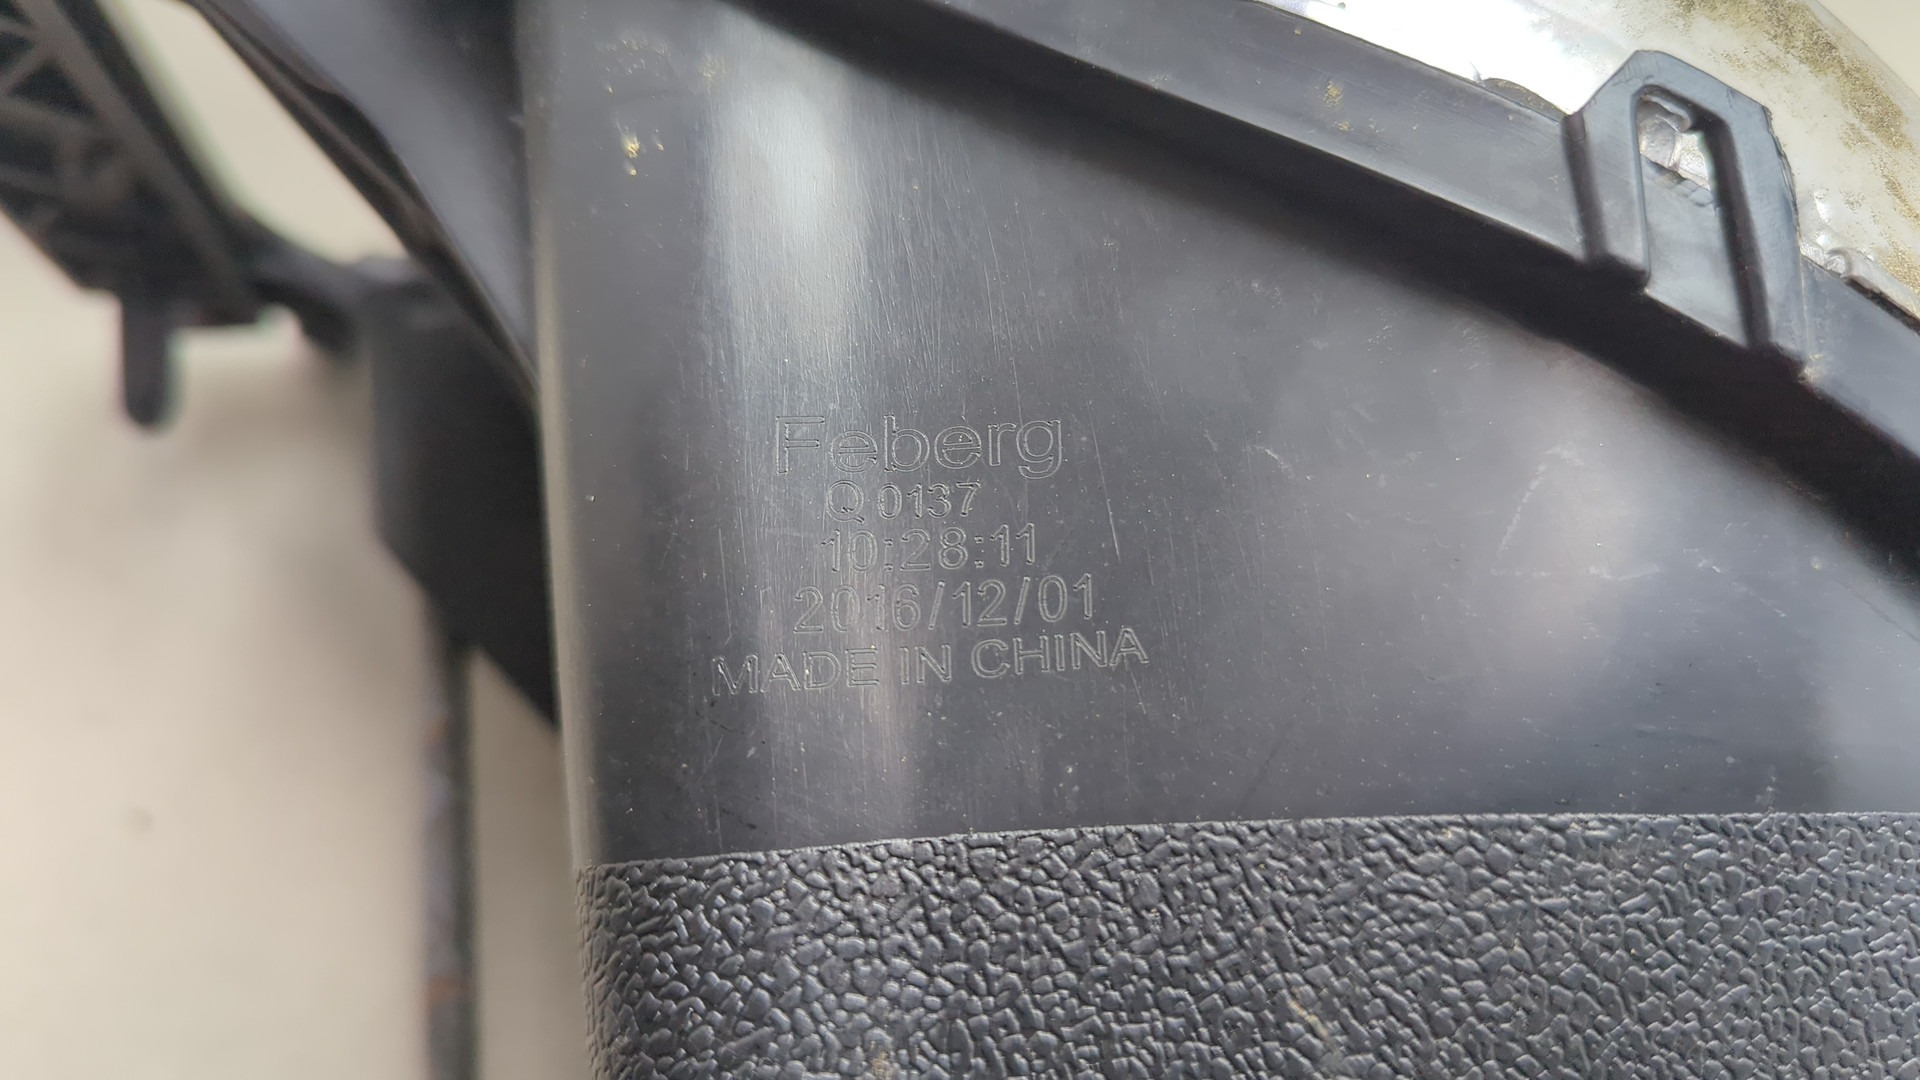 Feberg
Q 0137
10:28:11
2016/12/01
MADE IN CHINA